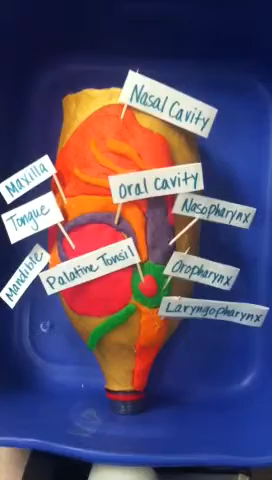 Nasal Cavity
Maxilla
Oral Cavity
Tongue
Nasopharynx
Mandible
Palatine Tonsil
Oropharynx
Laryngopharynx